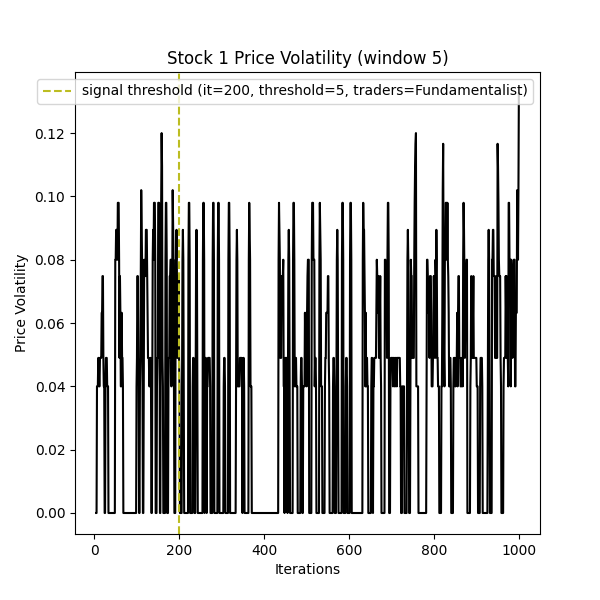 Stock 1 Price Volatility (window 5)
signal threshold (it=200, threshold=5, traders=Fundamentalist)
0.12
0.10
0.08
0.06
0.04
0.02
0.00
Price Volatility
0 200 400 600 800 1000
Iterations